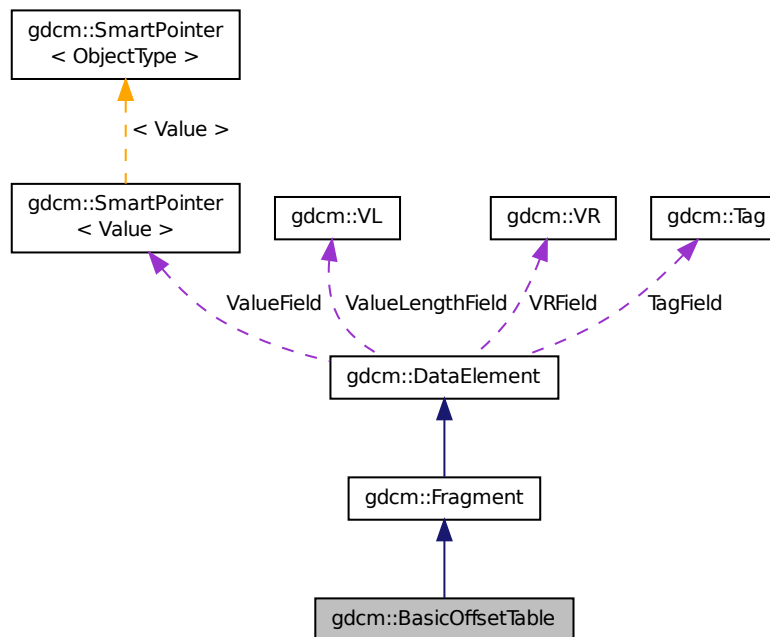 gdcm::SmartPointer
< ObjectType >
< Value >
gdcm::SmartPointer
< Value >
gdcm::VL
gdcm::VR
gdcm::Tag
ValueField
ValueLengthField
VRField
TagField
gdcm::DataElement
gdcm::Fragment
gdcm::BasicOffsetTable